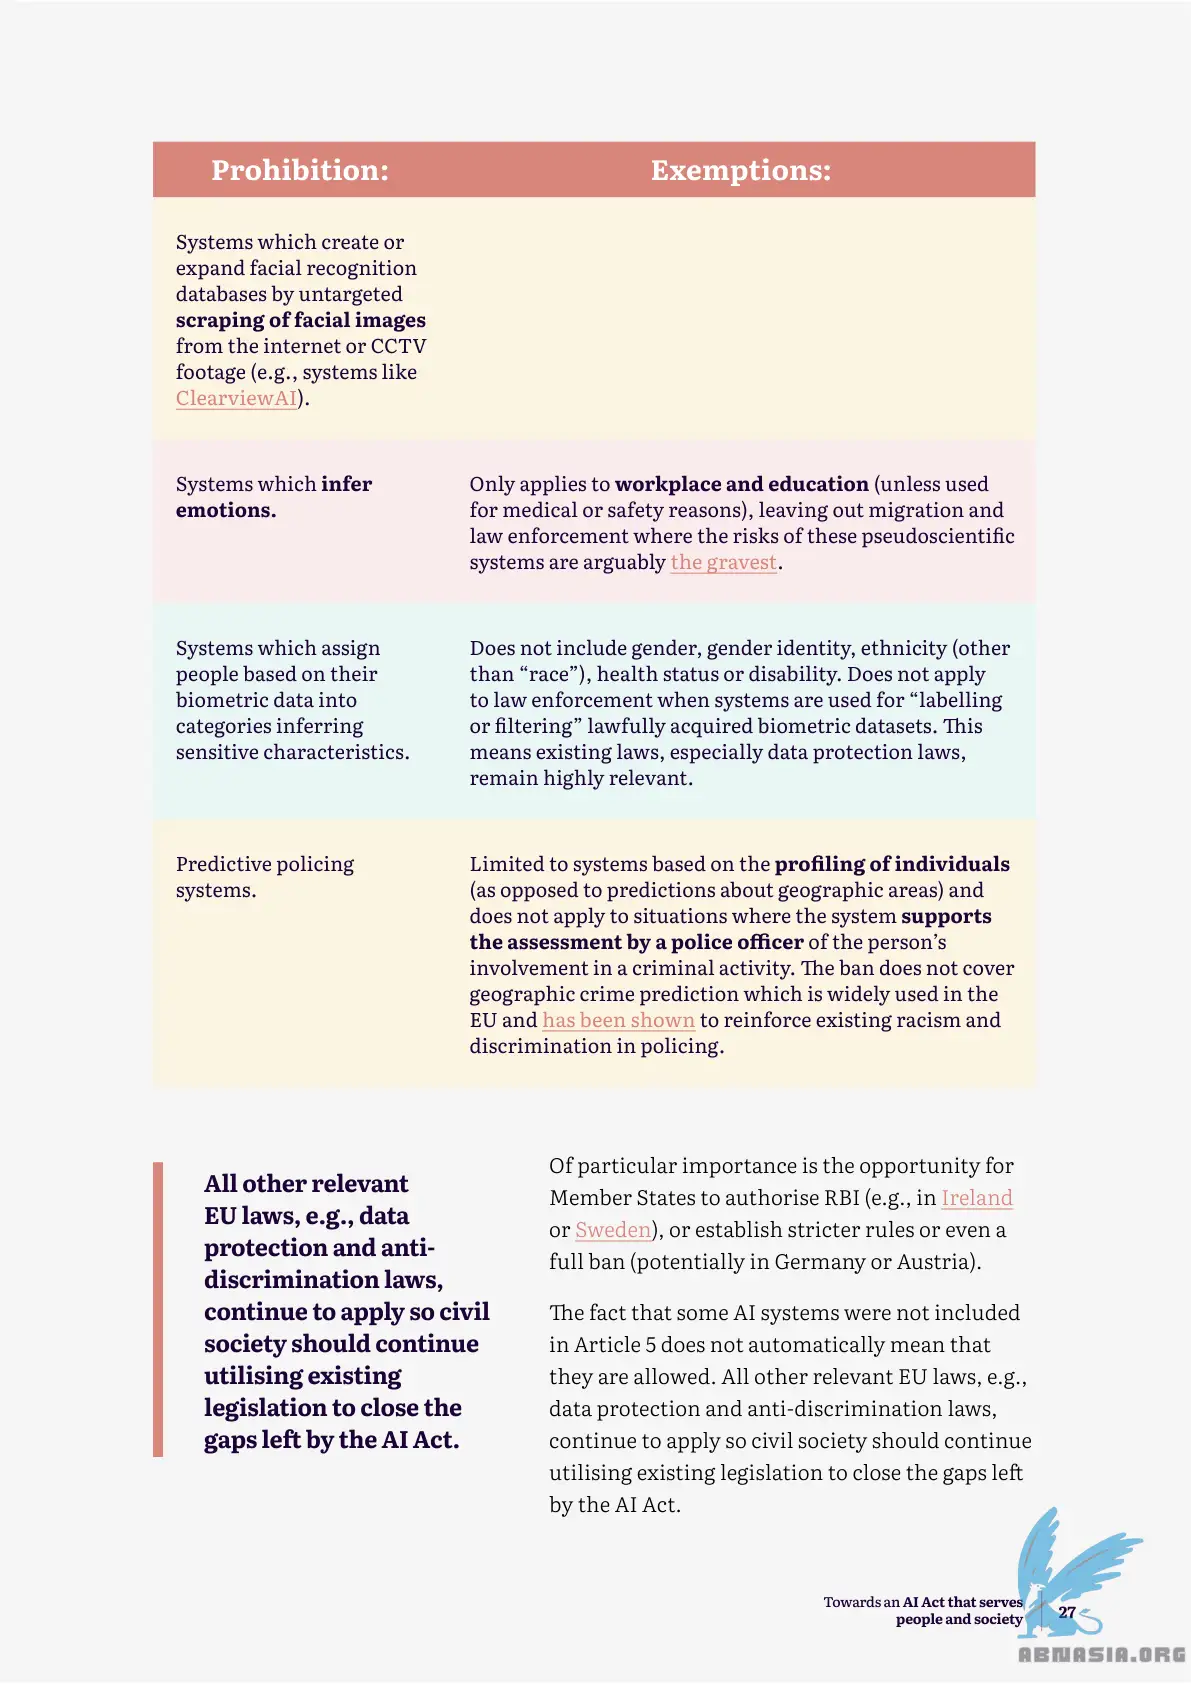 Prohibition:
Exemptions:
Systems which create or
expand facial recognition
databases by untargeted
scraping of facial images
from the internet or CCTV
footage (e.g., systems like
ClearviewAI).
Systems which infer
emotions.
Only applies to workplace and education (unless used
for medical or safety reasons), leaving out migration and
law enforcement where the risks of these pseudoscientific
systems are arguably the gravest.
Systems which assign
people based on their
biometric data into
categories inferring
sensitive characteristics.
Does not include gender, gender identity, ethnicity (other
than “race”), health status or disability. Does not apply
to law enforcement when systems are used for “labelling
or filtering” lawfully acquired biometric datasets. This
means existing laws, especially data protection laws,
remain highly relevant.
Predictive policing
systems.
Limited to systems based on the profiling of individuals
(as opposed to predictions about geographic areas) and
does not apply to situations where the system supports
the assessment by a police officer of the person’s
involvement in a criminal activity. The ban does not cover
geographic crime prediction which is widely used in the
EU and has been shown to reinforce existing racism and
discrimination in policing.
All other relevant
EU laws, e.g., data
protection and anti-
discrimination laws,
continue to apply so civil
society should continue
utilising existing
legislation to close the
gaps left by the AI Act.
Of particular importance is the opportunity for
Member States to authorise RBI (e.g., in Ireland
or Sweden), or establish stricter rules or even a
full ban (potentially in Germany or Austria).
The fact that some AI systems were not included
in Article 5 does not automatically mean that
they are allowed. All other relevant EU laws, e.g.,
data protection and anti-discrimination laws,
continue to apply so civil society should continue
utilising existing legislation to close the gaps left
by the AI Act.
Towards an AI Act that serves
people and society
27
ABNASIA.ORG